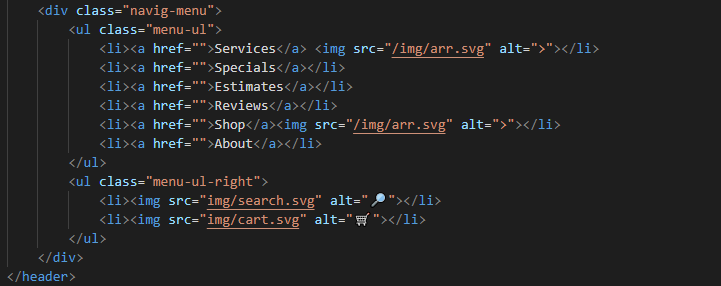 <div class="navig-menu">
<ul class="menu-ul">
<li><a href="">Services</a> <img src="/img/arr.svg" alt=">"></li>
<li><a href="">Specials</a></li>
<li><a href="">Estimates</a></li>
<li><a href="">Reviews</a></li>
<li><a href="">Shop</a><img src="/img/arr.svg" alt=">"></li>
<li><a href="">About</a></li>
</ul>
<ul class="menu-ul-right">
<li><img src="img/search.svg" alt="🔎"></li>
<li><img src="img/cart.svg" alt="🛒"></li>
</ul>
</div>
</header>